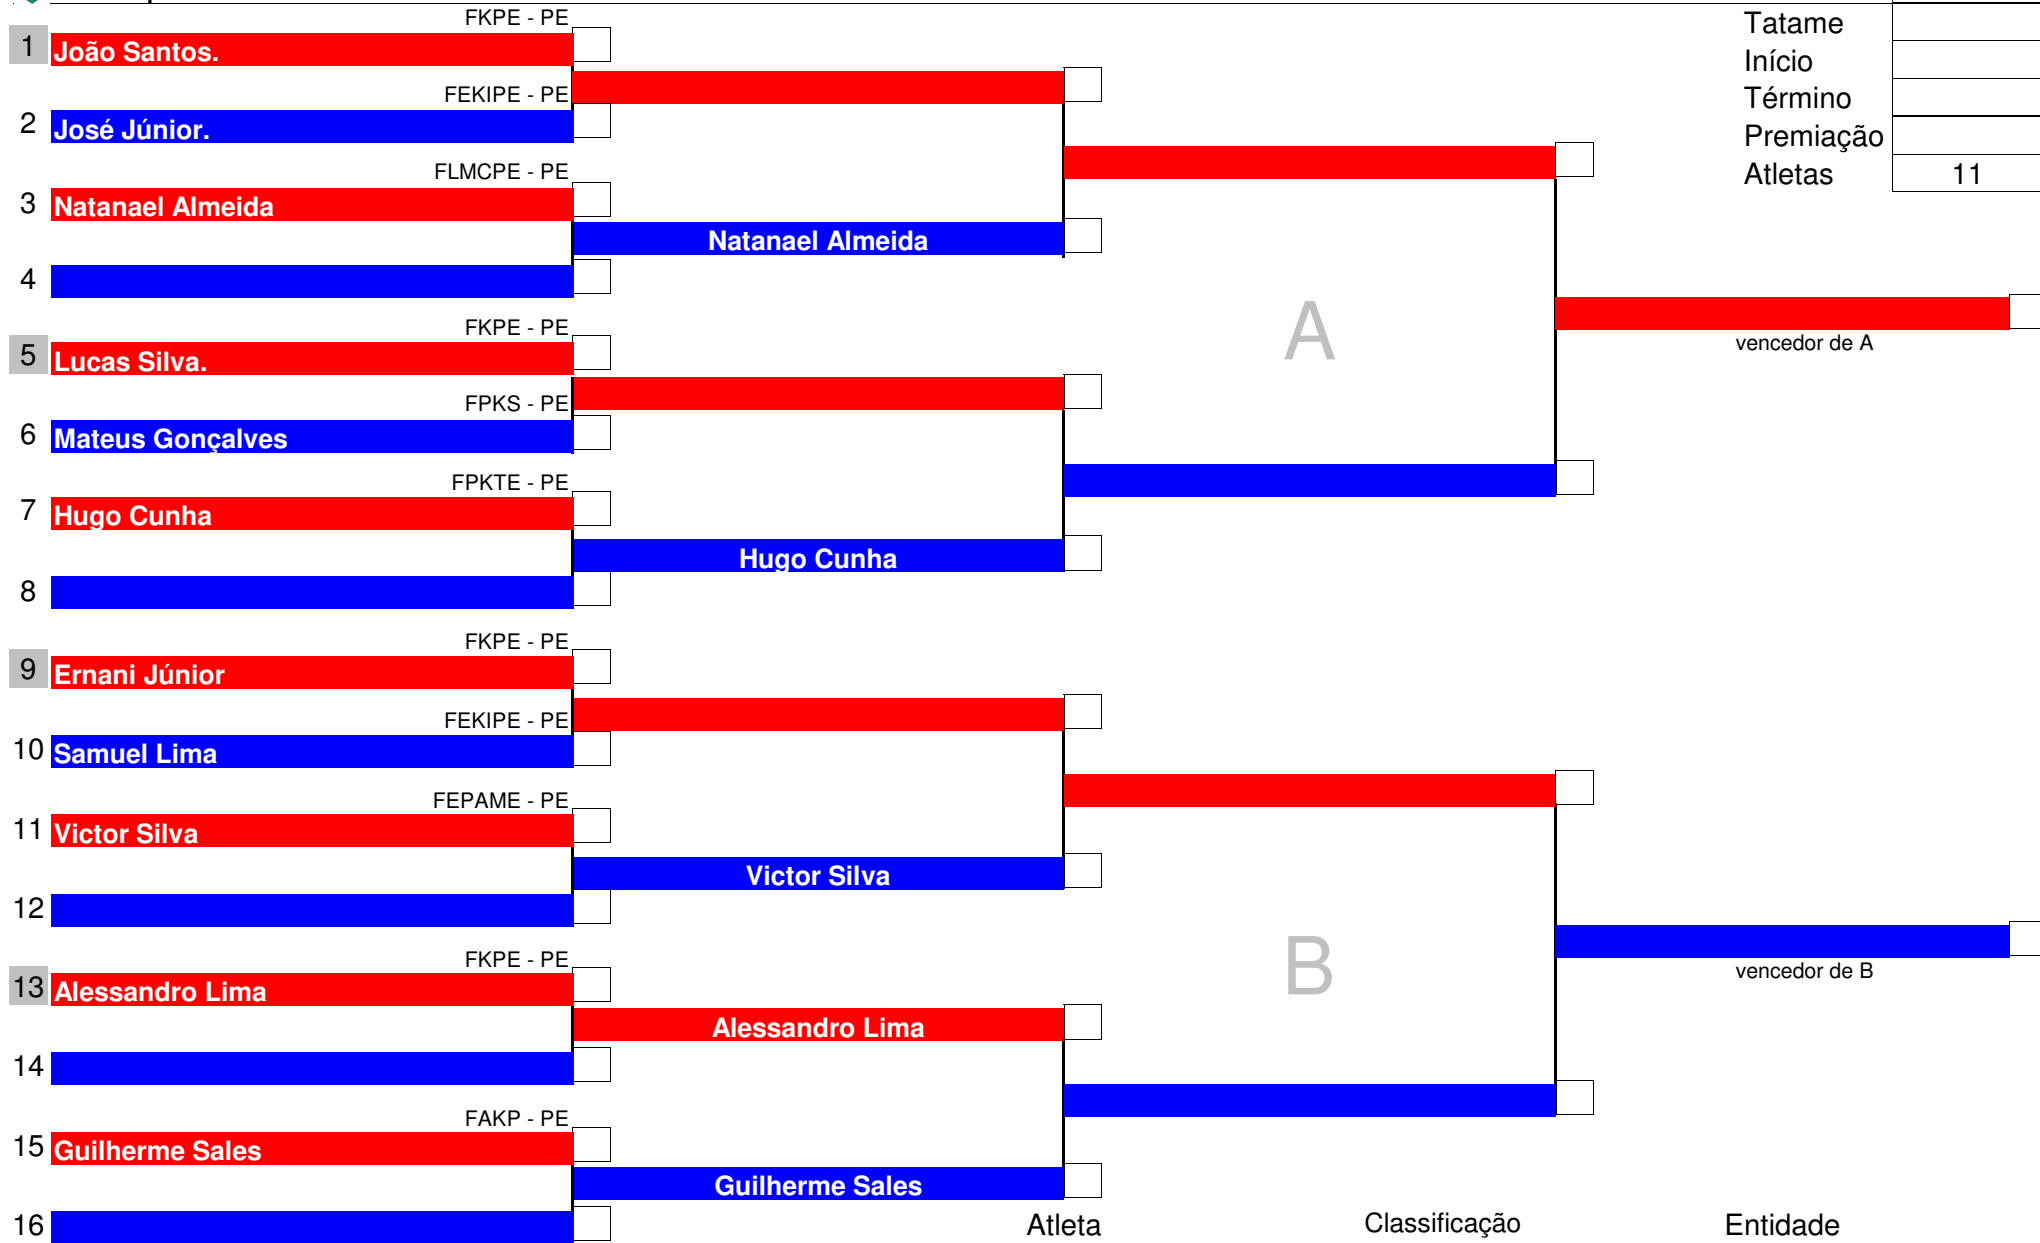 FKPE - PE
Tatame
1 João Santos.
Início
FEKIPE - PE
Término
2 José Júnior.
Premiação
FLMCPE - PE
Atletas 11
3 Natanael Almeida
Natanael Almeida
4
A
FKPE - PE
vencedor de A
5 Lucas Silva.
FPKS - PE
6 Mateus Gonçalves
FPKTE - PE
7 Hugo Cunha
Hugo Cunha
8
FKPE - PE
9 Ernani Júnior
FEKIPE - PE
10 Samuel Lima
FEPAME - PE
11 Victor Silva
Victor Silva
12
FKPE - PE
B
vencedor de B
13 Alessandro Lima
Alessandro Lima
14
FAKP - PE
15 Guilherme Sales
Guilherme Sales
16
Atleta Classificação Entidade